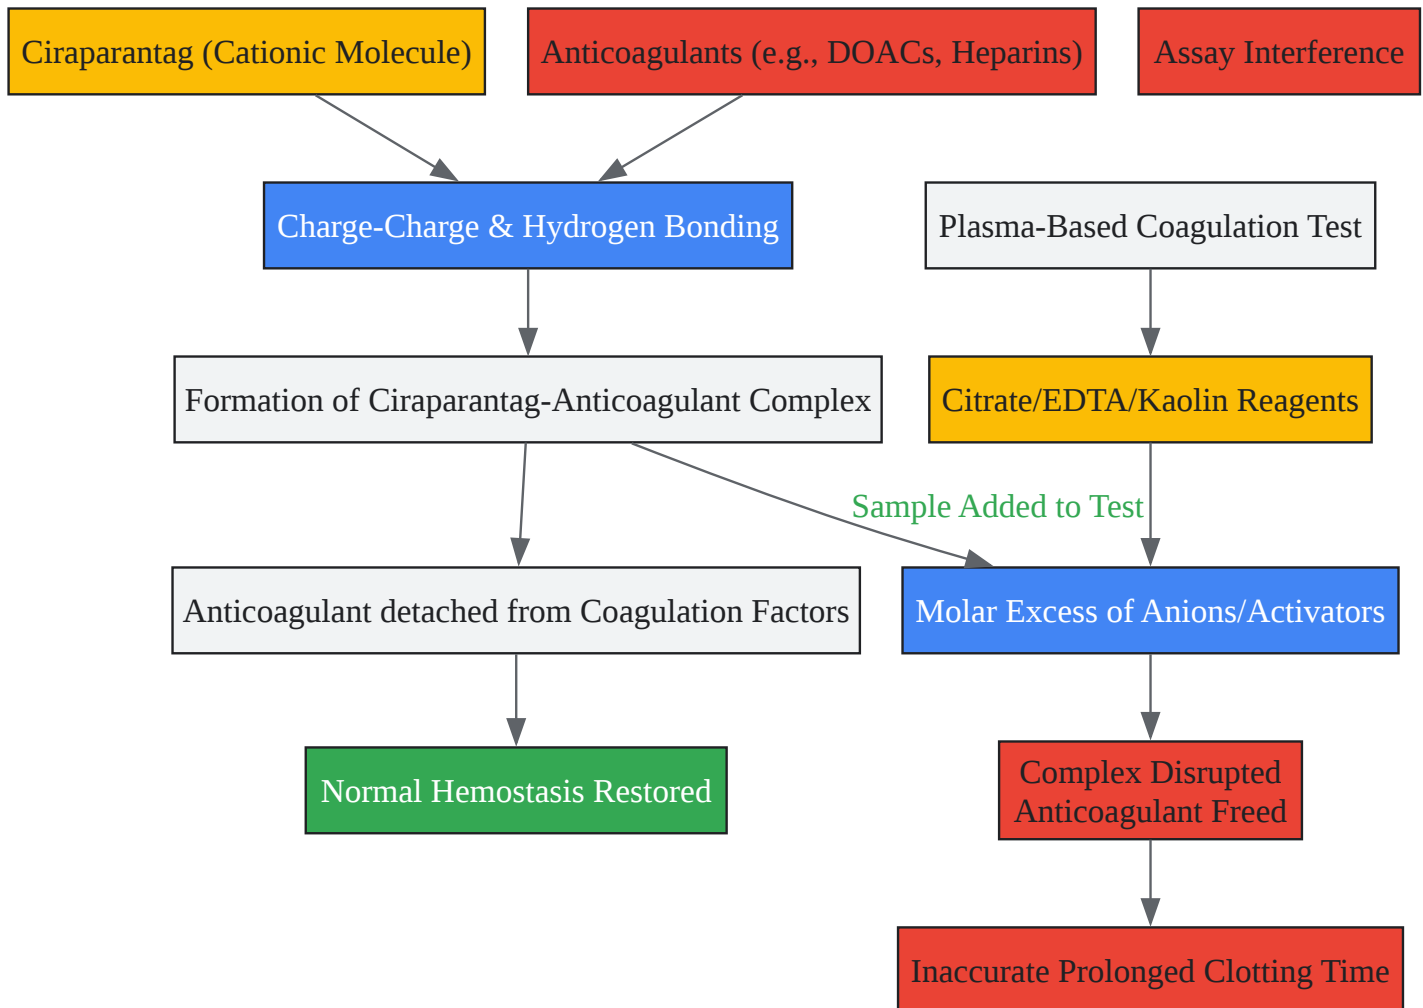 Ciraparantag (Cationic Molecule)
Anticoagulants (e.g., DOACs, Heparins)
Assay Interference
Charge-Charge & Hydrogen Bonding
Plasma-Based Coagulation Test
Formation of Ciraparantag-Anticoagulant Complex
Citrate/EDTA/Kaolin Reagents
Sample Added to Test
Anticoagulant detached from Coagulation Factors
Molar Excess of Anions/Activators
Normal Hemostasis Restored
Complex Disrupted
Anticoagulant Freed
Inaccurate Prolonged Clotting Time